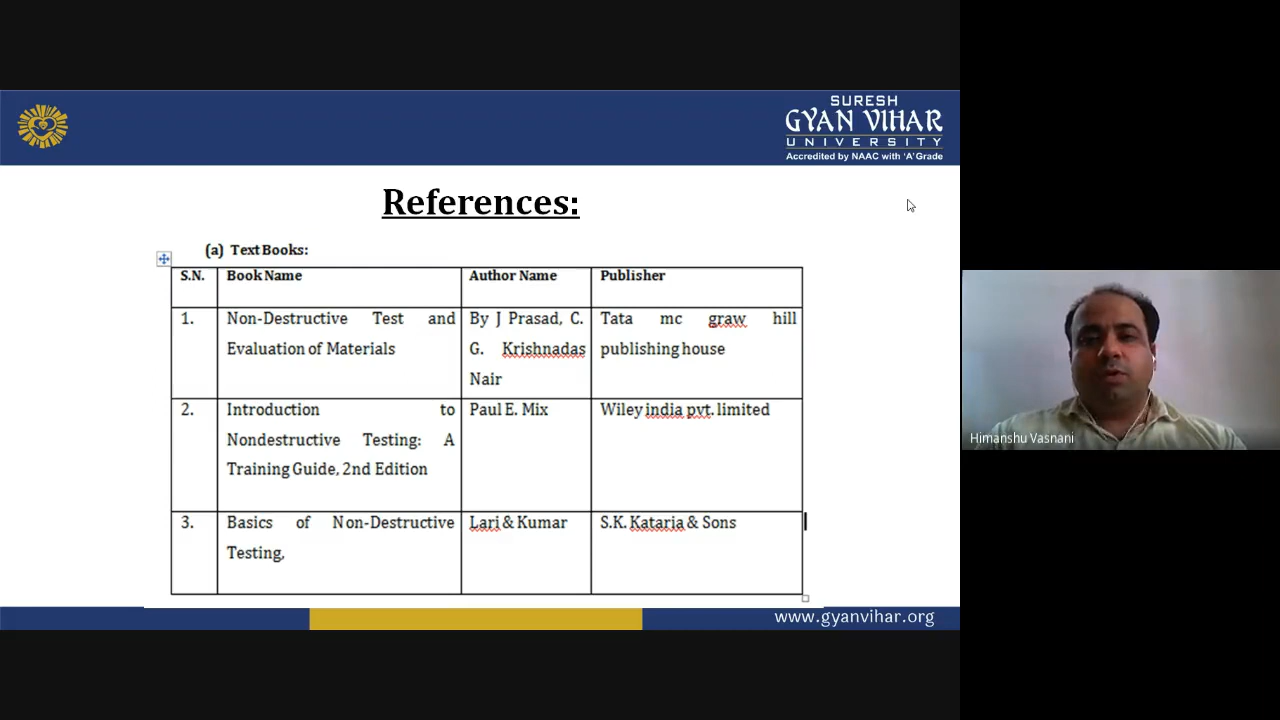 SURESH
GYAN VIHAR
UNIVERSITY
Accredited by NAAC with 'A' Grade
References:
(a) Text Books:
S.N. Book Name Author Name Publisher
1. Non-Destructive Test and By J Prasad, C. Tata mc graw hill
Evaluation of Materials G. Krishnadas publishing house
Nair
2. Introduction to Paul E. Mix Wiley india pvt. limited
Nondestructive Testing: A
Training Guide, 2nd Edition
3. Basics of Non-Destructive Lari & Kumar S.K. Kataria & Sons
Testing,
www.gyanvihar.org
Himanshu Vasnani